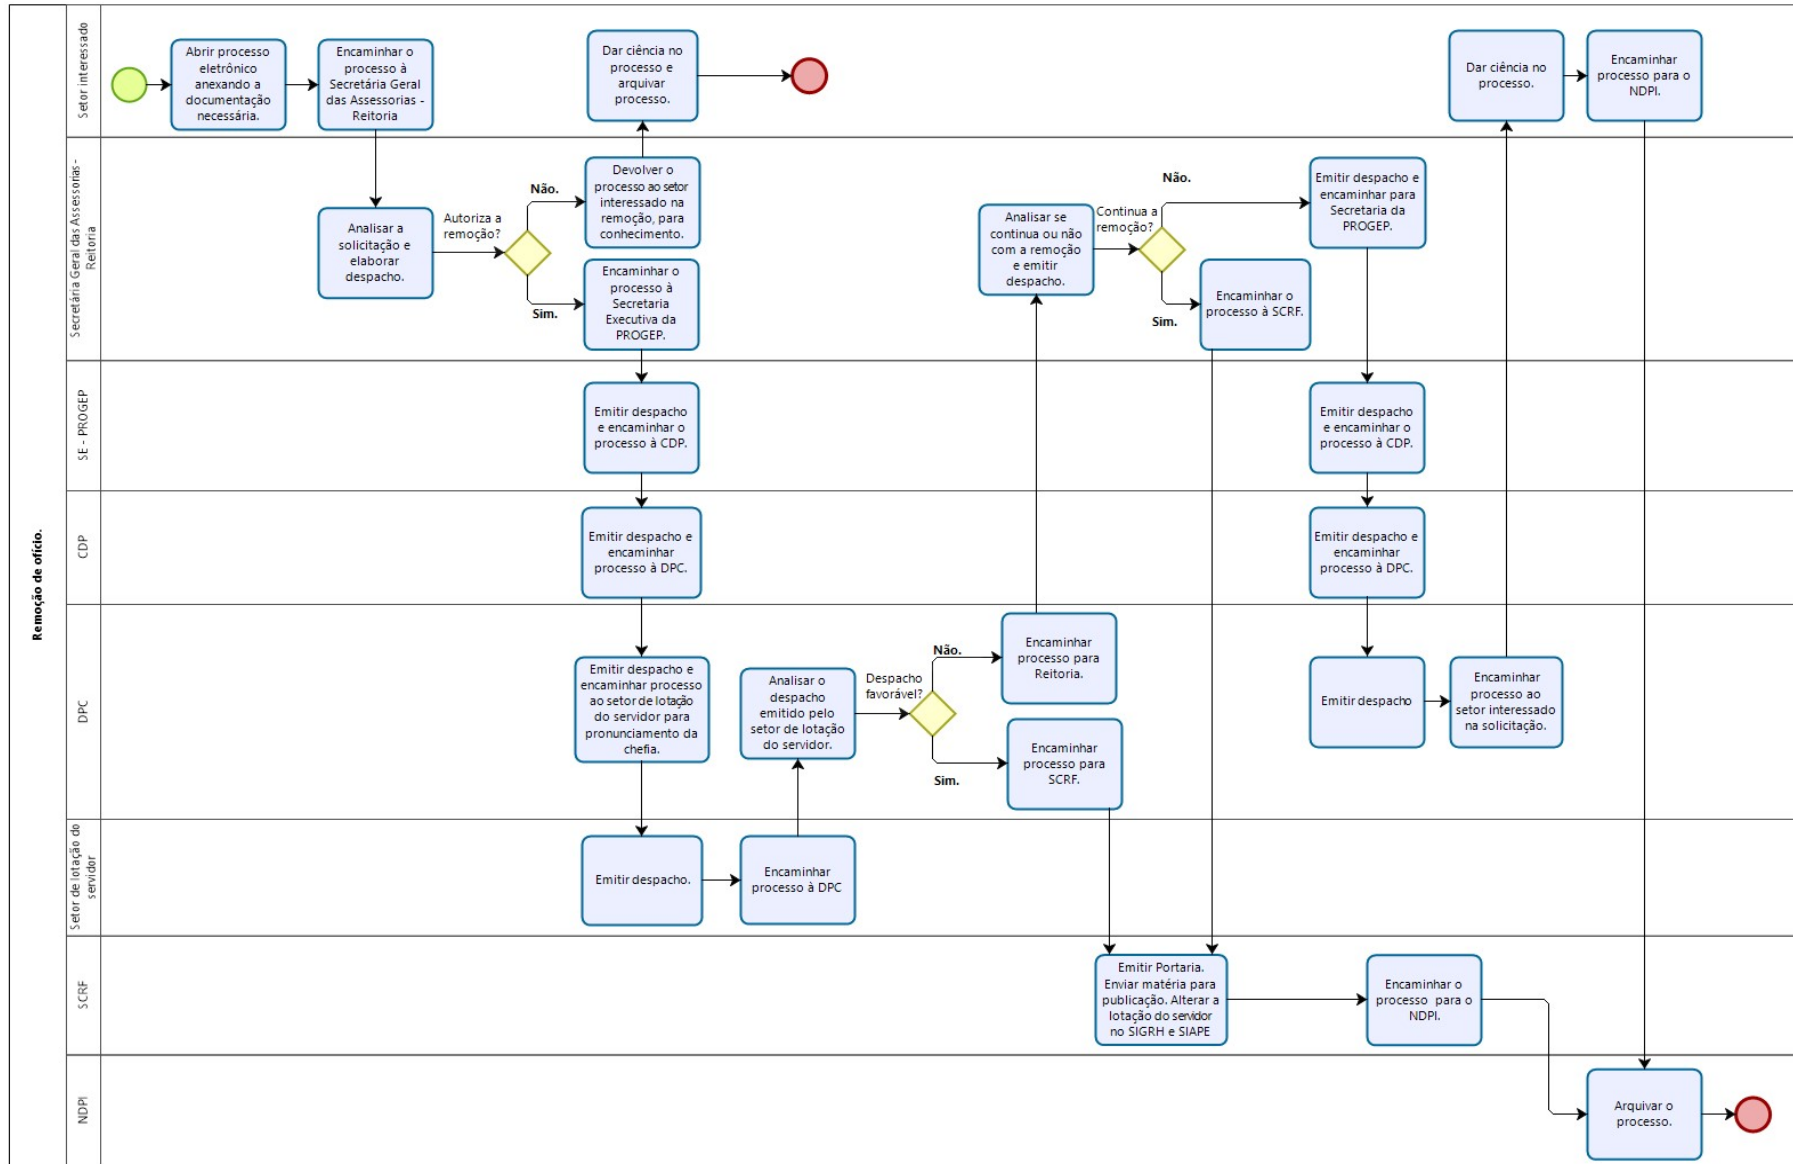 Remoção de ofício.
Setor interessado
Abrir processo
eletrônico
anexando a
documentação
necessária.
Encaminhar o
processo à
Secretária Geral
das Assessorias -
Reitoria
Dar ciência no
processo e
arquivar
processo.
Dar ciência no
processo.
Encaminhar
processo para o
NDPI.
Secretária Geral das Assessorias -
Reitoria
Analisar a
solicitação e
elaborar
despacho.
Autoriza a
remoção?
Não.
Sim.
Devolver o
processo ao setor
interessado na
remoção, para
conhecimento.
Encaminhar o
processo à
Secretaria
Executiva da
PROGEP.
Analisar se
continua ou não
com a remoção
e emitir
despacho.
Continua a
remoção?
Não.
Sim.
Emitir despacho e
encaminhar para
Secretaria da
PROGEP.
Encaminhar o
processo à SCRF.
SE - PROGEP
Emitir despacho
e encaminhar o
processo à CDP.
Emitir despacho
e encaminhar o
processo à CDP.
CDP
Emitir despacho e
encaminhar
processo à DPC.
Emitir despacho e
encaminhar
processo à DPC.
DPC
Emitir despacho e
encaminhar processo
ao setor de lotação
do servidor para
pronunciamento da
chefia.
Analisar o
despacho
emitido pelo
setor de lotação
do servidor.
Despacho
favorável?
Não.
Sim.
Encaminhar
processo para
Reitoria.
Encaminhar
processo para
SCRF.
Emitir despacho
Encaminhar
processo ao
setor interessado
na solicitação.
Setor de lotação do
servidor
Emitir despacho.
Encaminhar
processo à DPC
SCRF
Emitir Portaria.
Enviar matéria para
publicação. Alterar a
lotação do servidor
no SIGRH e SIAPE
Encaminhar o
processo para o
NDPI.
NDPI
Arquivar o
processo.